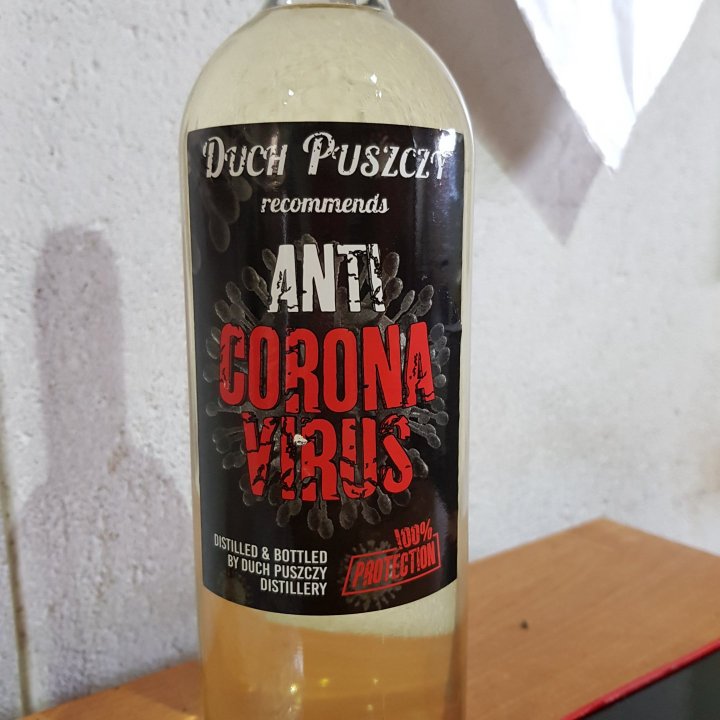 DUCH PUSZCZY
recommends
ANTI
CORONA
VIRUS
DISTILLED & BOTTLED
BY DUCH PUSZCZY
DISTILLERY
100%
PROTECTION